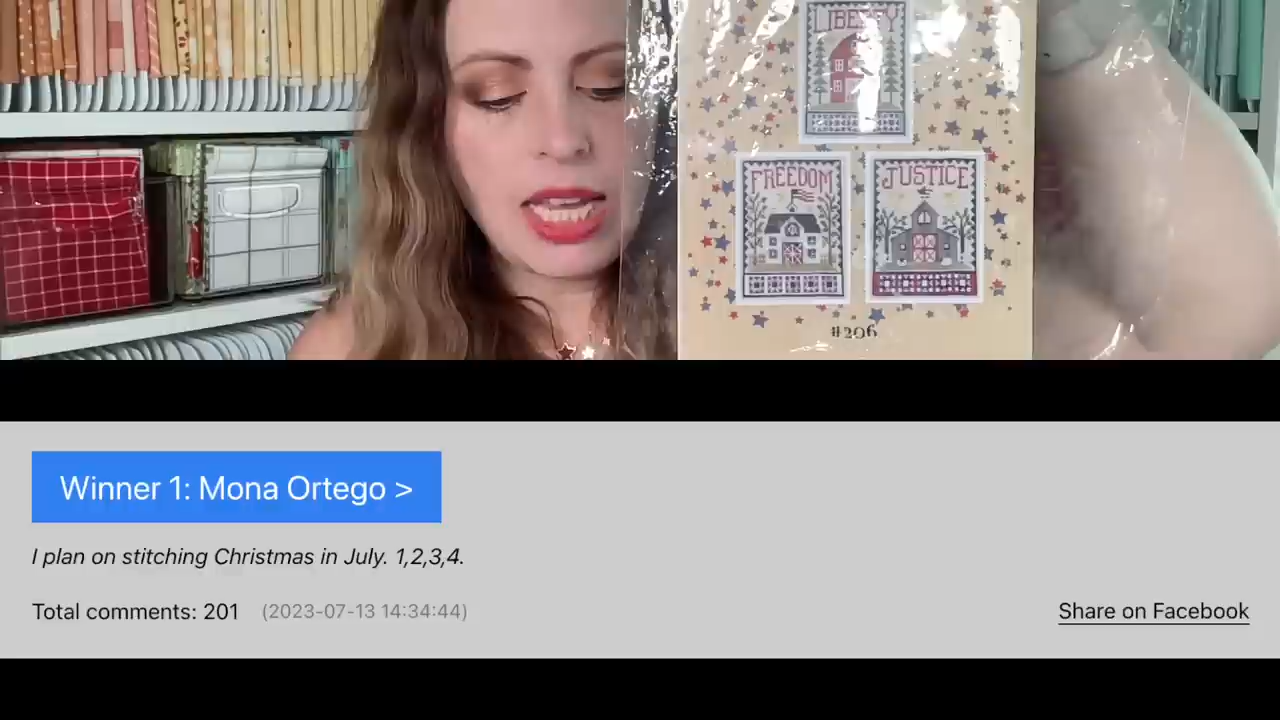 LIBERTY
FREEDOM
JUSTICE
#206
Winner 1: Mona Ortego >
I plan on stitching Christmas in July. 1,2,3,4.
Total comments: 201 (2023-07-13 14:34:44)
Share on Facebook